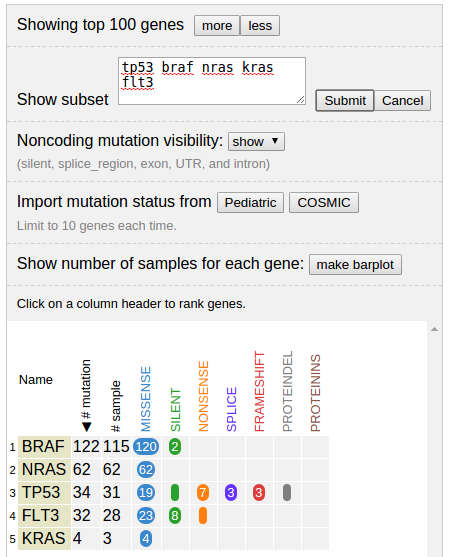 Showing top 100 genes more less
tp53 braf nras kras
flt3
Show subset Submit Cancel
Noncoding mutation visibility: show
(silent, splice_region, exon, UTR, and intron)
Import mutation status from Pediatric COSMIC
Limit to 10 genes each time.
Show number of samples for each gene: make barplot
Click on a column header to rank genes.
Name ▶ # mutation # sample MISSENSE SILENT NONSENSE SPLICE FRAMESHIFT PROTEINDEL PROTEININS
1 BRAF 122 115 120 2
2 NRAS 62 62 62
3 TP53 34 31 19 7 3 3
4 FLT3 32 28 23 8
5 KRAS 4 3 4